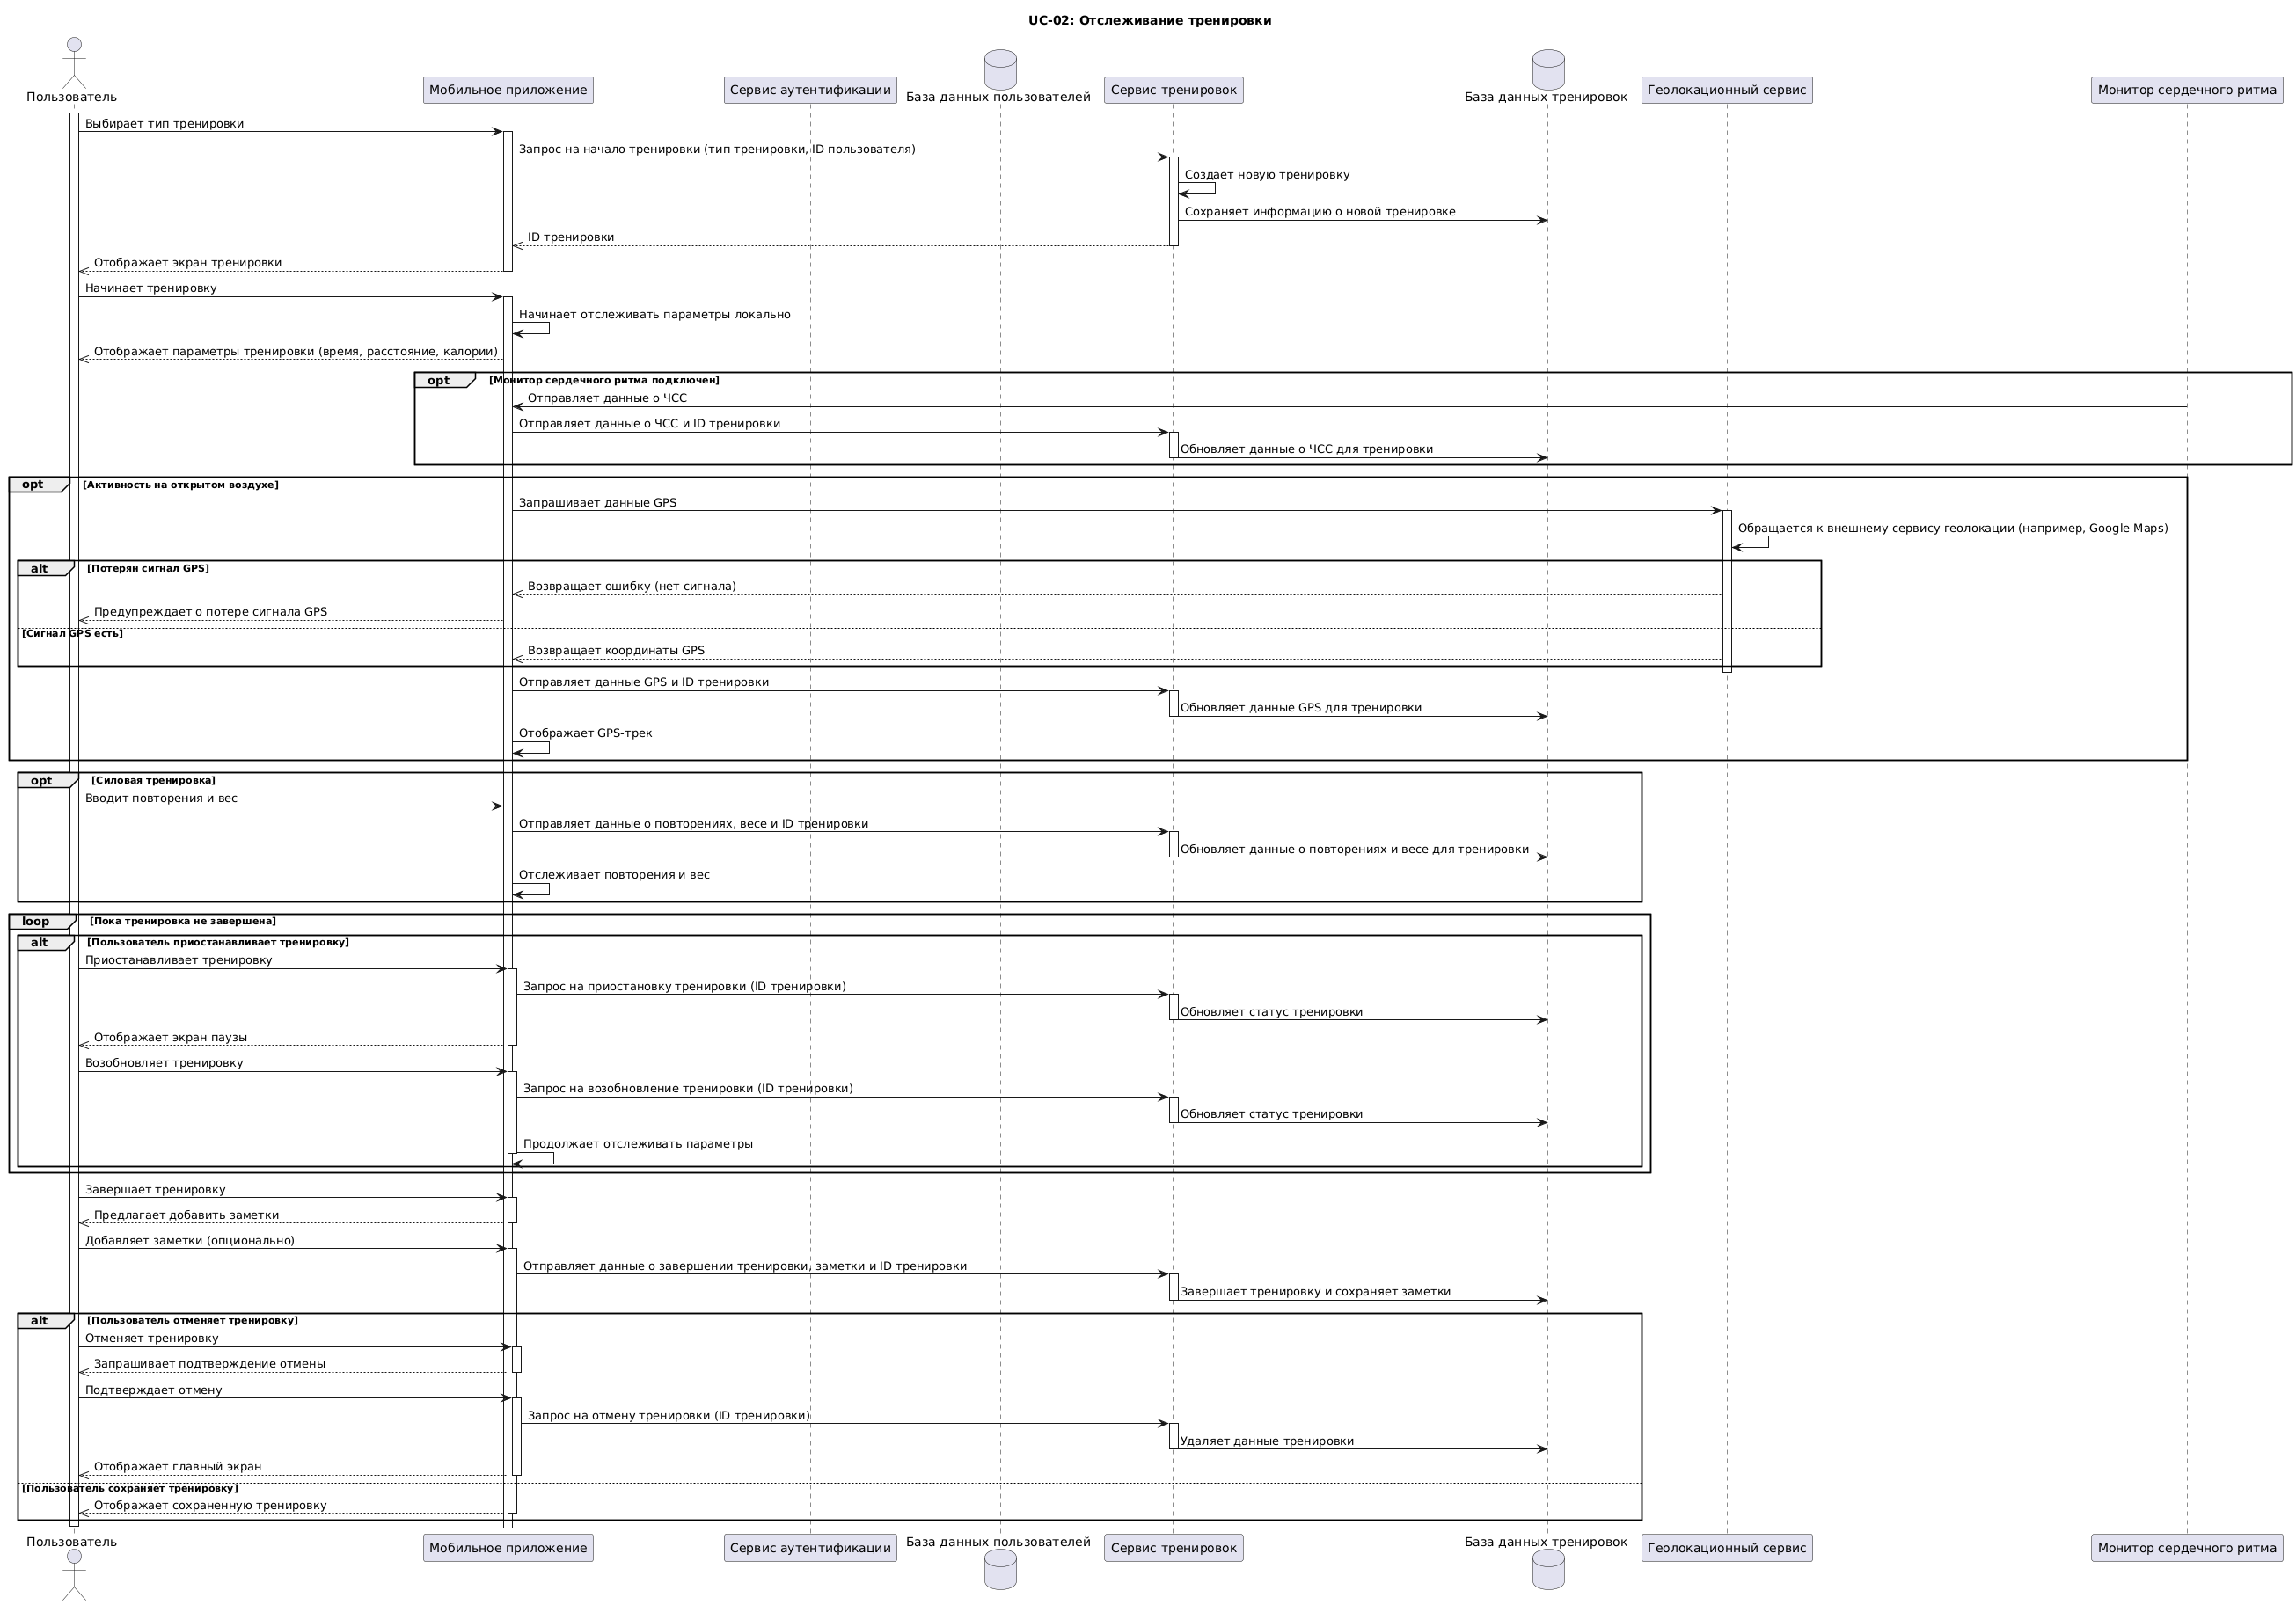 UC-02: Отслеживание тренировки
Пользователь
Мобильное приложение
Сервис аутентификации
База данных пользователей
Сервис тренировок
База данных тренировок
Геолокационный сервис
Монитор сердечного ритма
Выбирает тип тренировки
Запрос на начало тренировки (тип тренировки, ID пользователя)
Создает новую тренировку
Сохраняет информацию о новой тренировке
ID тренировки
Отображает экран тренировки
Начинает тренировку
Начинает отслеживать параметры локально
Отображает параметры тренировки (время, расстояние, калории)
opt [Монитор сердечного ритма подключен]
Отправляет данные о ЧСС
Отправляет данные о ЧСС и ID тренировки
Обновляет данные о ЧСС для тренировки
opt [Активность на открытом воздухе]
Запрашивает данные GPS
Обращается к внешнему сервису геолокации (например, Google Maps)
alt [Потерян сигнал GPS]
Возвращает ошибку (нет сигнала)
Предупреждает о потере сигнала GPS
[Сигнал GPS есть]
Возвращает координаты GPS
Отправляет данные GPS и ID тренировки
Обновляет данные GPS для тренировки
Отображает GPS-трек
opt [Силовая тренировка]
Вводит повторения и вес
Отправляет данные о повторениях, весе и ID тренировки
Обновляет данные о повторениях и весе для тренировки
Отслеживает повторения и вес
loop [Пока тренировка не завершена]
alt [Пользователь приостанавливает тренировку]
Приостанавливает тренировку
Запрос на приостановку тренировки (ID тренировки)
Обновляет статус тренировки
Отображает экран паузы
Возобновляет тренировку
Запрос на возобновление тренировки (ID тренировки)
Обновляет статус тренировки
Продолжает отслеживать параметры
Завершает тренировку
Предлагает добавить заметки
Добавляет заметки (опционально)
Отправляет данные о завершении тренировки, заметки и ID тренировки
Завершает тренировку и сохраняет заметки
alt [Пользователь отменяет тренировку]
Отменяет тренировку
Запрашивает подтверждение отмены
Подтверждает отмену
Запрос на отмену тренировки (ID тренировки)
Удаляет данные тренировки
Отображает главный экран
[Пользователь сохраняет тренировку]
Отображает сохраненную тренировку
Пользователь
Мобильное приложение
Сервис аутентификации
База данных пользователей
Сервис тренировок
База данных тренировок
Геолокационный сервис
Монитор сердечного ритма